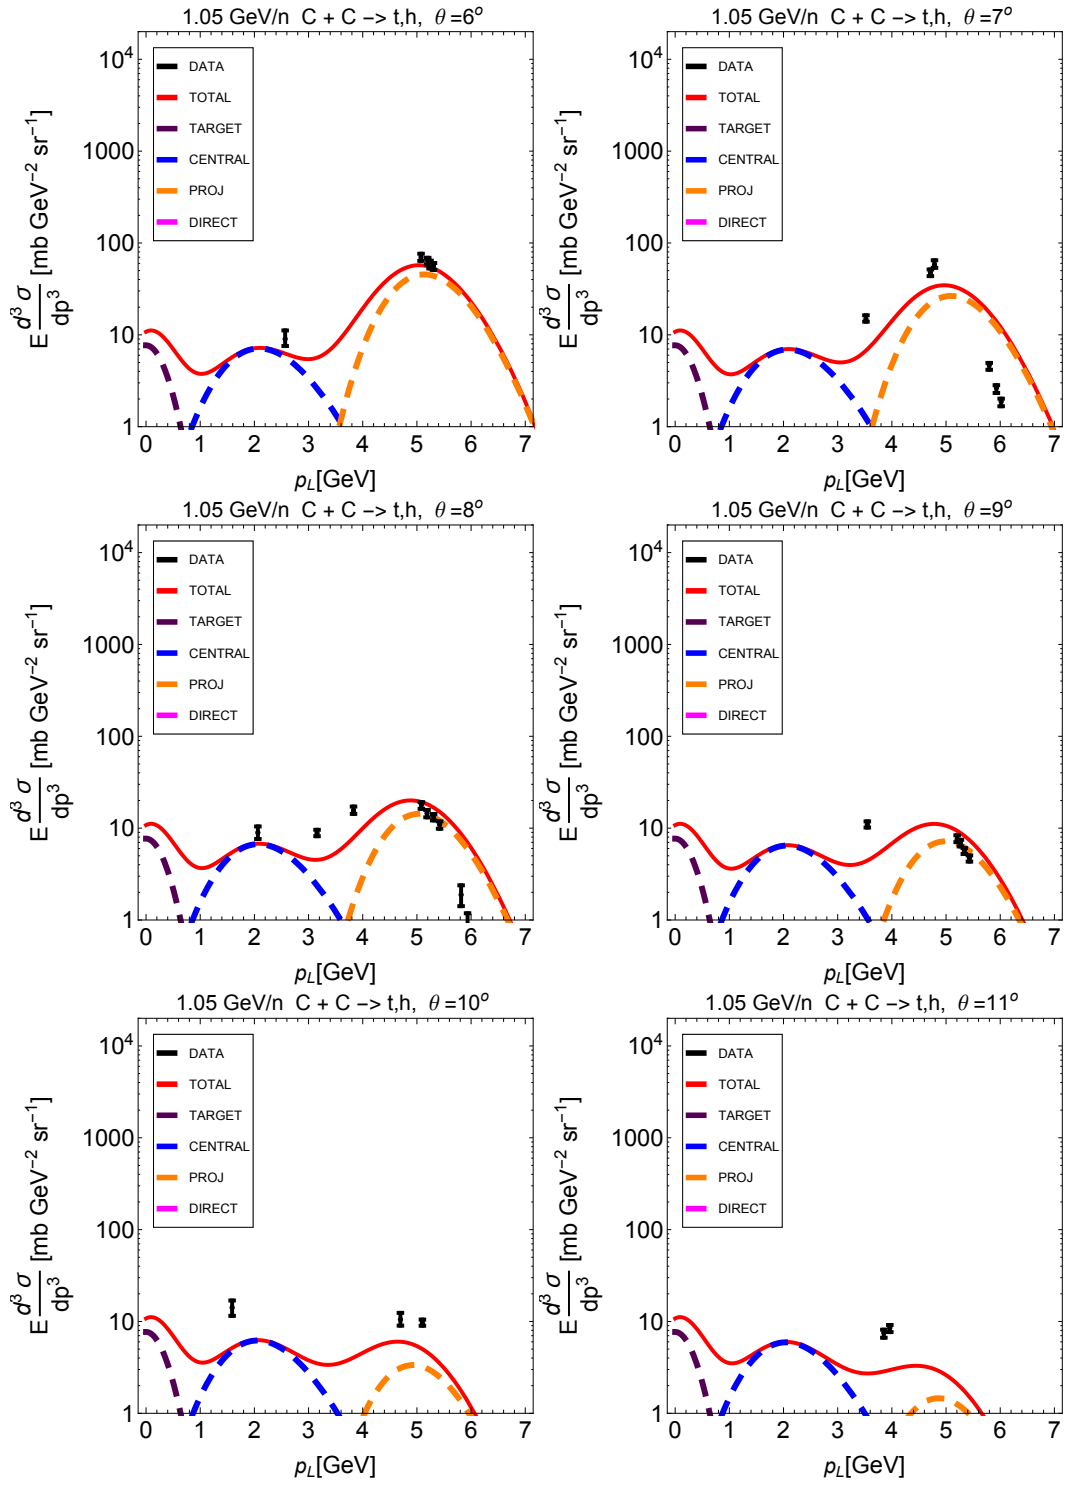 1.05 GeV/n C + C -> t,h, θ =6°
10⁴
1000
100
10
1
E d³ σ / dp³ [mb GeV⁻² sr⁻¹]
DATA
TOTAL
TARGET
CENTRAL
PROJ
DIRECT
0 1 2 3 4 5 6 7
p_L[GeV]
1.05 GeV/n C + C -> t,h, θ =7°
10⁴
1000
100
10
1
E d³ σ / dp³ [mb GeV⁻² sr⁻¹]
DATA
TOTAL
TARGET
CENTRAL
PROJ
DIRECT
0 1 2 3 4 5 6 7
p_L[GeV]
1.05 GeV/n C + C -> t,h, θ =8°
10⁴
1000
100
10
1
E d³ σ / dp³ [mb GeV⁻² sr⁻¹]
DATA
TOTAL
TARGET
CENTRAL
PROJ
DIRECT
0 1 2 3 4 5 6 7
p_L[GeV]
1.05 GeV/n C + C -> t,h, θ =9°
10⁴
1000
100
10
1
E d³ σ / dp³ [mb GeV⁻² sr⁻¹]
DATA
TOTAL
TARGET
CENTRAL
PROJ
DIRECT
0 1 2 3 4 5 6 7
p_L[GeV]
1.05 GeV/n C + C -> t,h, θ =10°
10⁴
1000
100
10
1
E d³ σ / dp³ [mb GeV⁻² sr⁻¹]
DATA
TOTAL
TARGET
CENTRAL
PROJ
DIRECT
0 1 2 3 4 5 6 7
p_L[GeV]
1.05 GeV/n C + C -> t,h, θ =11°
10⁴
1000
100
10
1
E d³ σ / dp³ [mb GeV⁻² sr⁻¹]
DATA
TOTAL
TARGET
CENTRAL
PROJ
DIRECT
0 1 2 3 4 5 6 7
p_L[GeV]